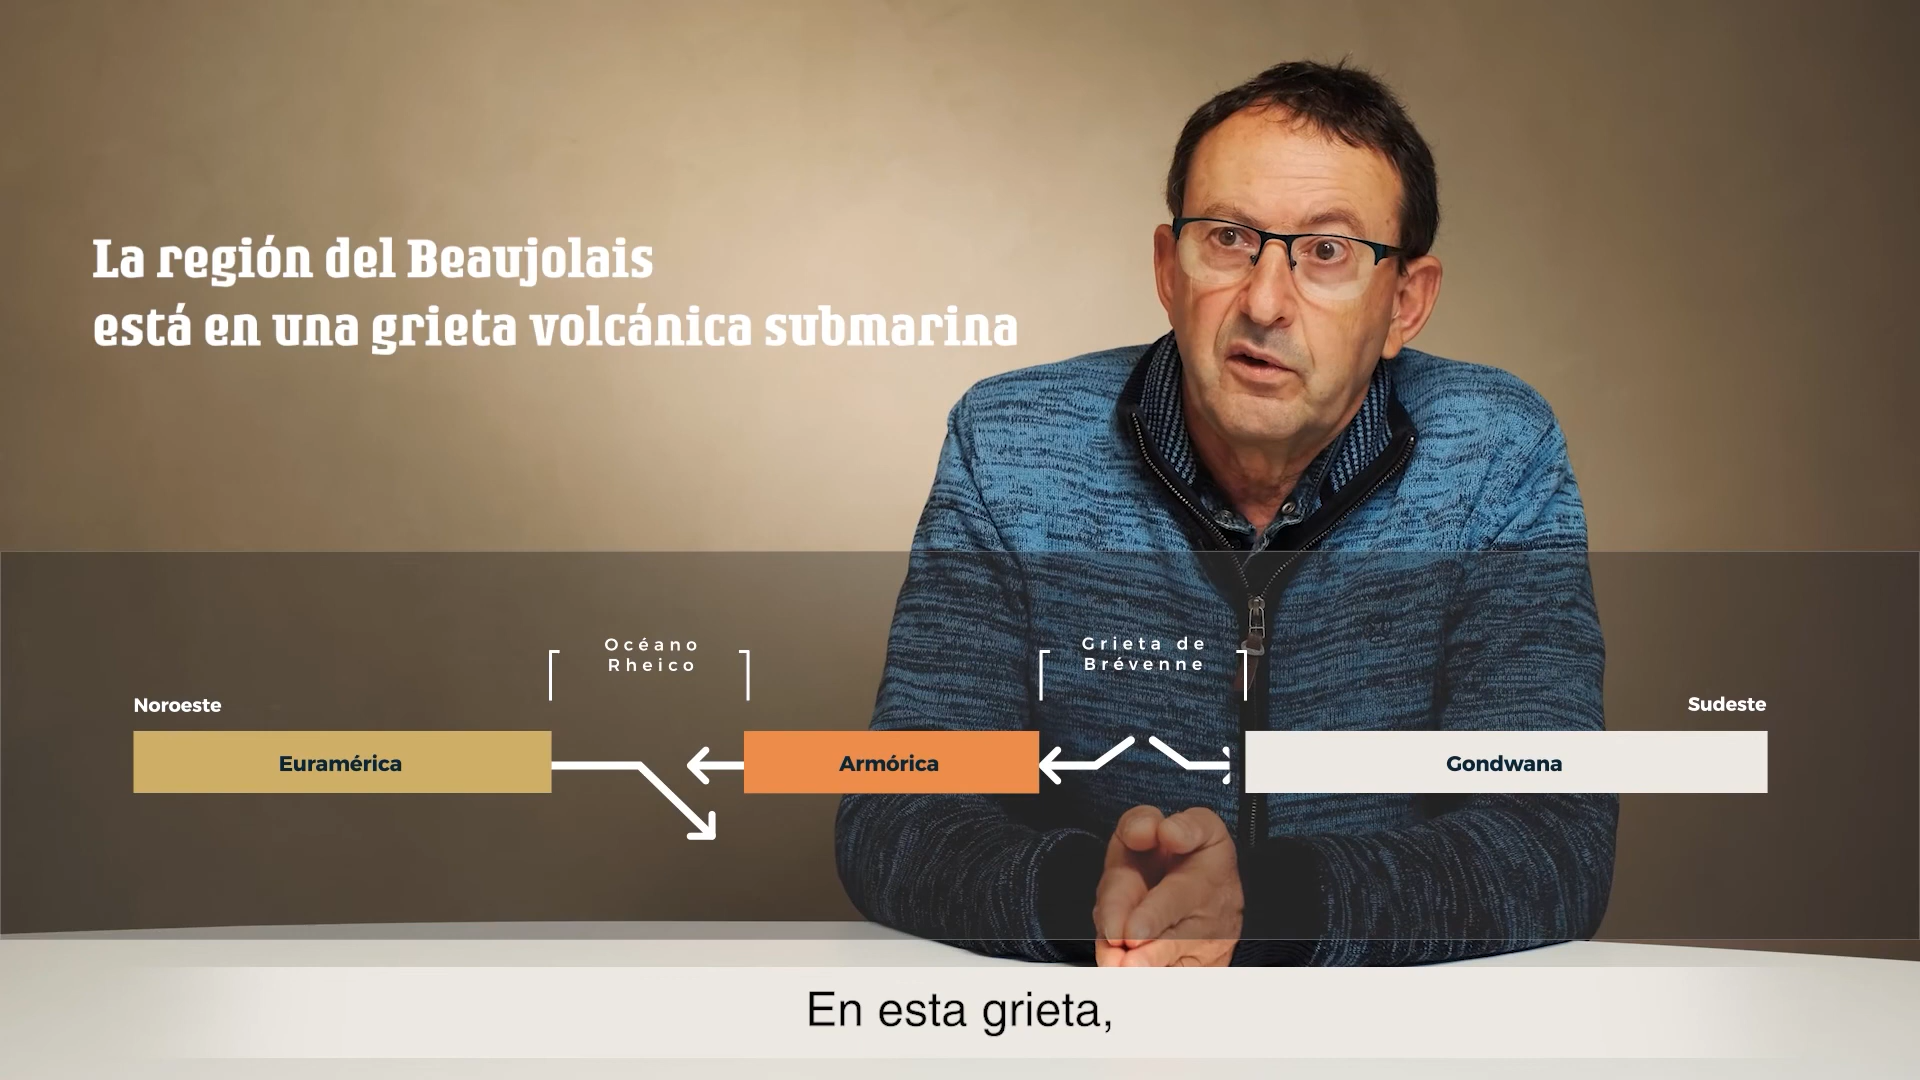 La región del Beaujolais
está en una grieta volcánica submarina
Océano
Rheico
Grieta de
Brévenne
Noroeste
Sudeste
Euramérica
Armórica
Gondwana
En esta grieta,